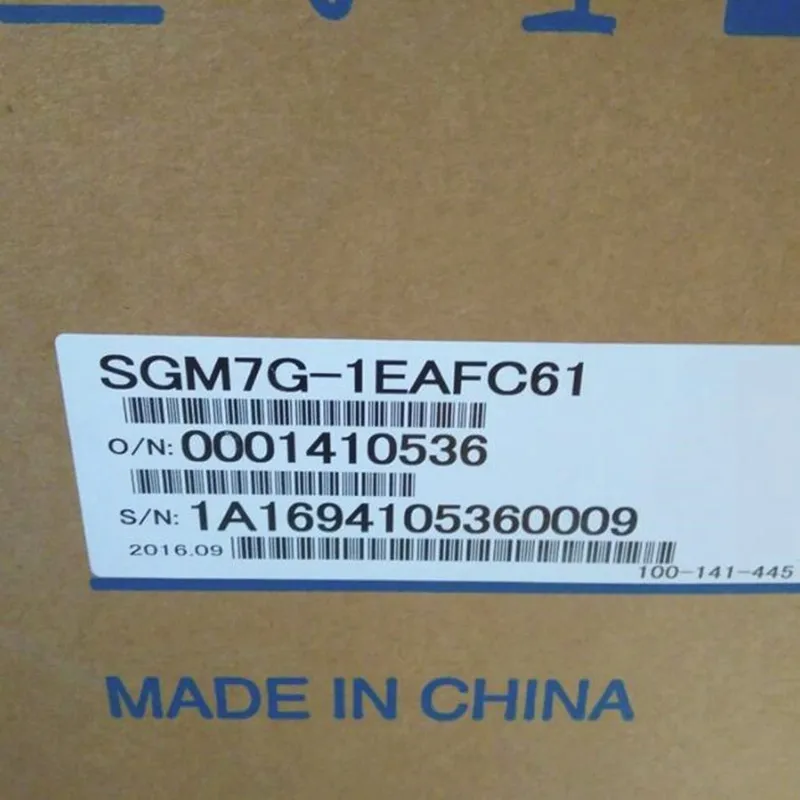 SGM7G-1EAFC61
O/N: 0001410536
S/N: 1A1694105360009
2016.09
100-141-445
MADE IN CHINA